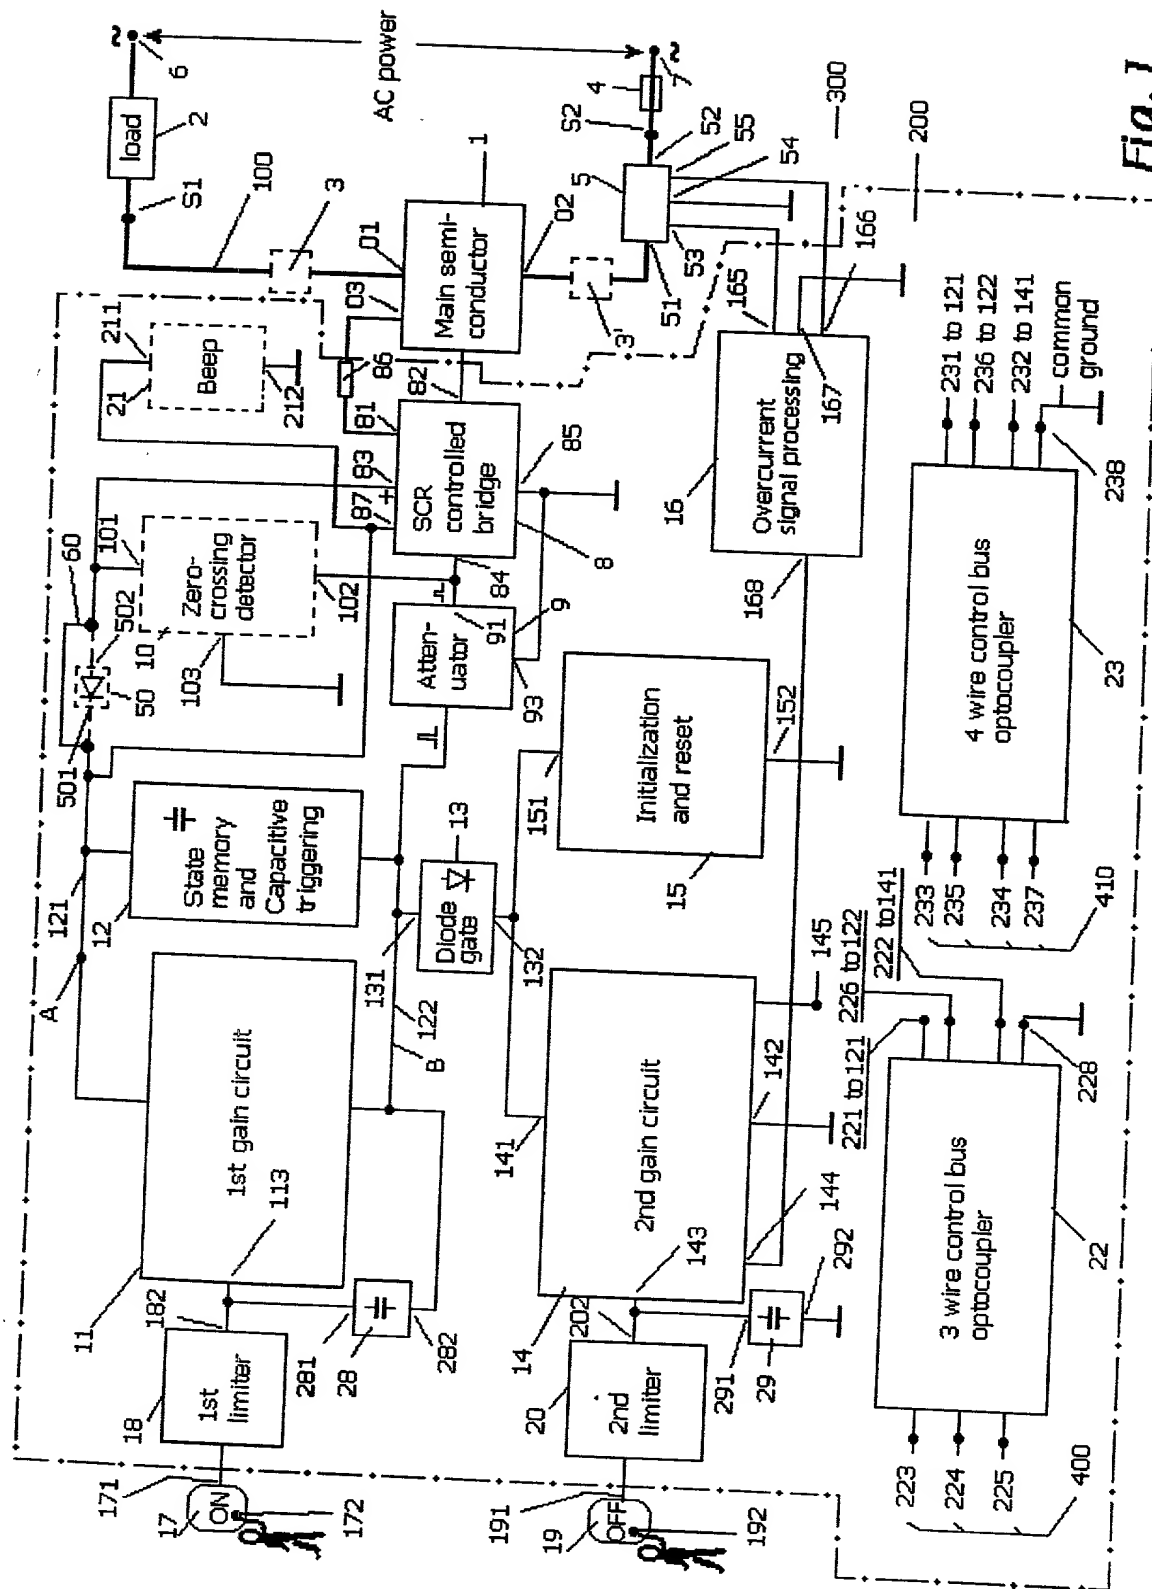 AC power
6
load
2
S1
100
3
01
03
Main semi-
conductor
1
02
3'
51
5
53
S2
4
7
52
55
54
300
200
Fig. 1
211
21
Beep
212
86
81
82
83
87
+
SCR
controlled
bridge
85
8
84
60
101
502
50
501
10
Zero-
crossing
detector
102
103
Atten-
uator
91
9
93
165
166
16
Overcurrent
signal processing
167
168
A
121
12
State
memory
and
Capacitive
triggering
131
122
B
Diode
gate
13
132
151
Initialization
and reset
15
152
11
1st gain circuit
113
182
18
1st
limiter
281
28
282
171
17
ON
172
141
14
2nd gain circuit
143
142
144
145
202
20
2nd
limiter
291
29
292
191
19
OFF
192
221 to 121
226 to 122
222 to 141
228
3 wire control bus
optocoupler
22
223
224
225
400
231 to 121
236 to 122
232 to 141
common
ground
238
4 wire control bus
optocoupler
23
233
235
234
237
410